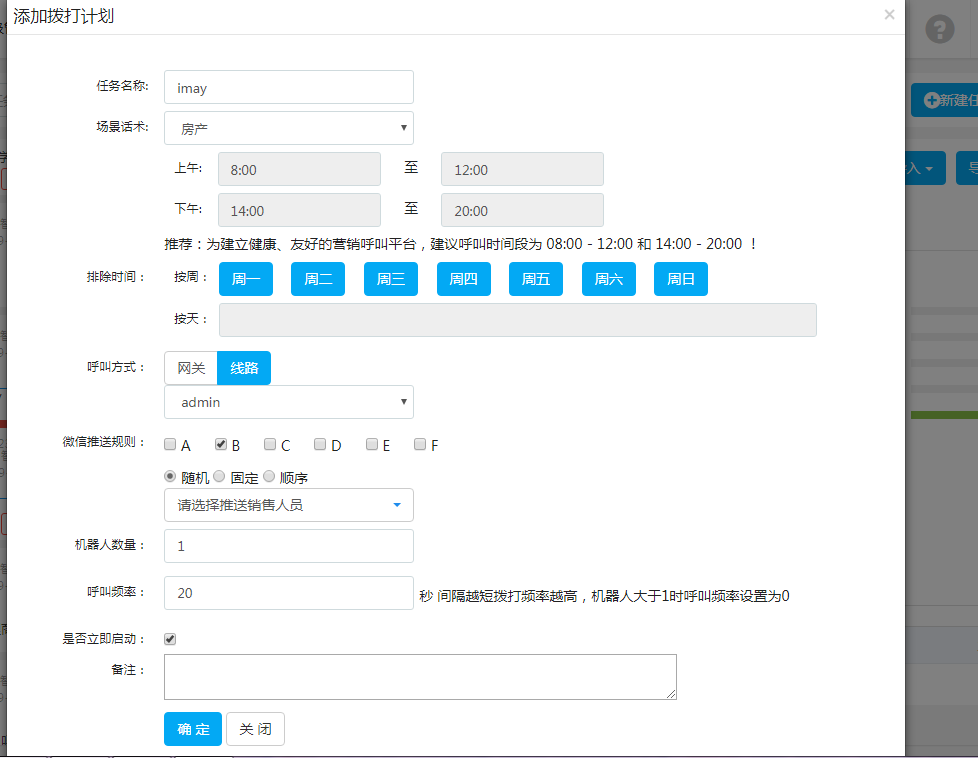 添加拨打计划 ×
新建任
任务名称: imay
场景话术: 房产
入
导
上午: 8:00 至 12:00
下午: 14:00 至 20:00
推荐：为建立健康、友好的营销呼叫平台，建议呼叫时间段为 08:00 - 12:00 和 14:00 - 20:00 ！
排除时间： 按周： 周一 周二 周三 周四 周五 周六 周日
按天：
呼叫方式： 网关 线路
admin
微信推送规则： A B C D E F
随机 固定 顺序
请选择推送销售人员
机器人数量： 1
呼叫频率： 20 秒 间隔越短拨打频率越高，机器人大于1时呼叫频率设置为0
是否立即启动：
备注：
确 定 关 闭